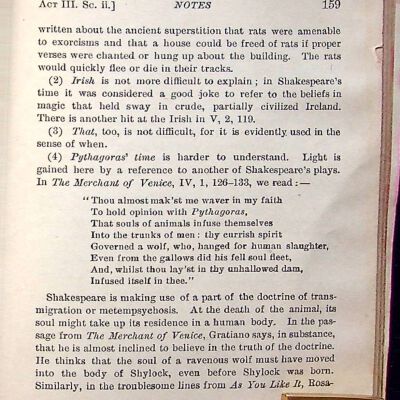 Act III. Sc. ii.] NOTES 159
written about the ancient superstition that rats were amenable
to exorcisms and that a house could be freed of rats if proper
verses were chanted or hung up about the building. The rats
would quickly flee or die in their tracks.
(2) Irish is not more difficult to explain; in Shakespeare's
time it was considered a good joke to refer to the beliefs in
magic that held sway in crude, partially civilized Ireland.
There is another hit at the Irish in V, 2, 119.
(3) That, too, is not difficult, for it is evidently used in the
sense of when.
(4) Pythagoras' time is harder to understand. Light is
gained here by a reference to another of Shakespeare's plays.
In The Merchant of Venice, IV, 1, 126–133, we read:—
"Thou almost mak'st me waver in my faith
To hold opinion with Pythagoras,
That souls of animals infuse themselves
Into the trunks of men: thy currish spirit
Governed a wolf, who, hanged for human slaughter,
Even from the gallows did his fell soul fleet,
And, whilst thou lay'st in thy unhallowed dam,
Infused itself in thee."
Shakespeare is making use of a part of the doctrine of trans-
migration or metempsychosis. At the death of the animal, its
soul might take up its residence in a human body. In the pas-
sage from The Merchant of Venice, Gratiano says, in substance,
that he is almost inclined to believe in the truth of the doctrine.
He thinks that the soul of a ravenous wolf must have moved
into the body of Shylock, even before Shylock was born.
Similarly, in the troublesome lines from As You Like It, Rosa-